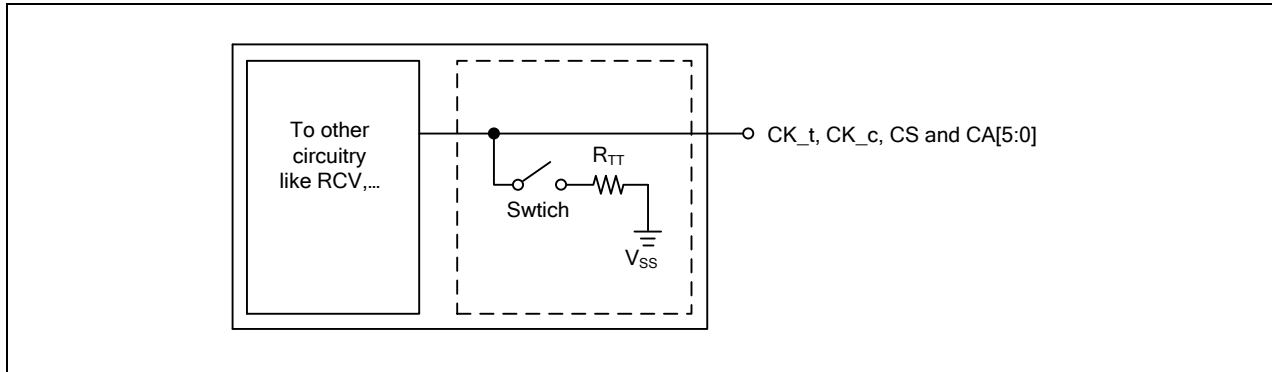 To other
circuitry
like RCV,...
CK_t, CK_c, CS and CA[5:0]
RTT
Swtich
VSS